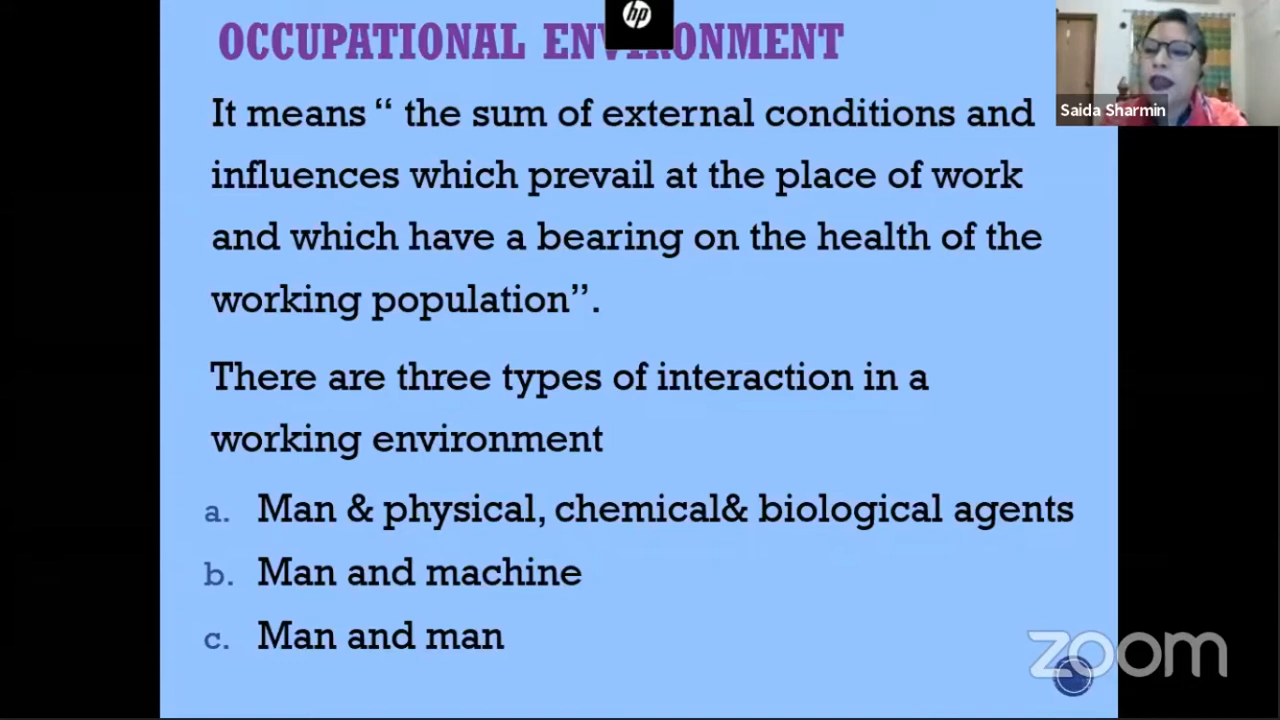 hp
OCCUPATIONAL ENVIRONMENT
Saida Sharmin
It means “ the sum of external conditions and
influences which prevail at the place of work
and which have a bearing on the health of the
working population”.
There are three types of interaction in a
working environment
a. Man & physical, chemical& biological agents
b. Man and machine
c. Man and man
zoom